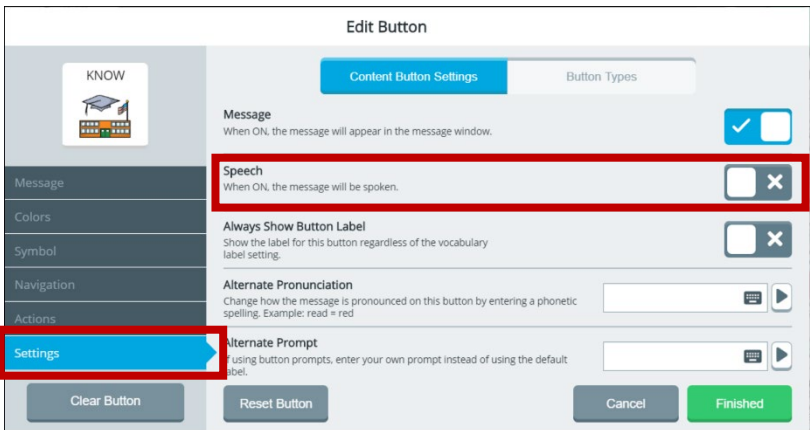 Edit Button
KNOW
Message
Colors
Symbol
Navigation
Actions
Settings
Clear Button
Content Button Settings
Button Types
Message
When ON, the message will appear in the message window.
Speech
When ON, the message will be spoken.
Always Show Button Label
Show the label for this button regardless of the vocabulary
label setting.
Alternate Pronunciation
Change how the message is pronounced on this button by entering a phonetic
spelling. Example: read = red
Alternate Prompt
If using button prompts, enter your own prompt instead of using the default
label.
Reset Button
Cancel
Finished